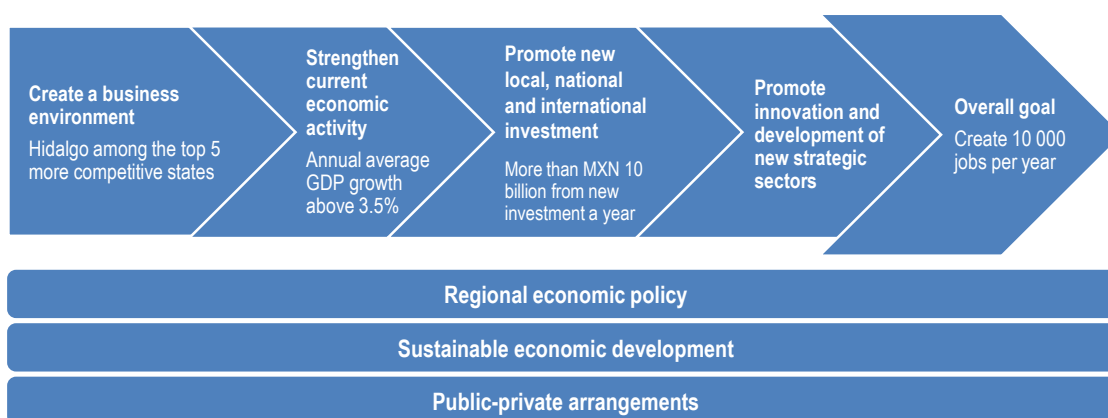 Create a business
environment
Hidalgo among the top 5
more competitive states
Strengthen
current
economic
activity
Annual average
GDP growth
above 3.5%
Promote new
local, national
and international
investment
More than MXN 10
billion from new
investment a year
Promote
innovation and
development of
new strategic
sectors
Overall goal
Create 10 000
jobs per year
Regional economic policy
Sustainable economic development
Public-private arrangements